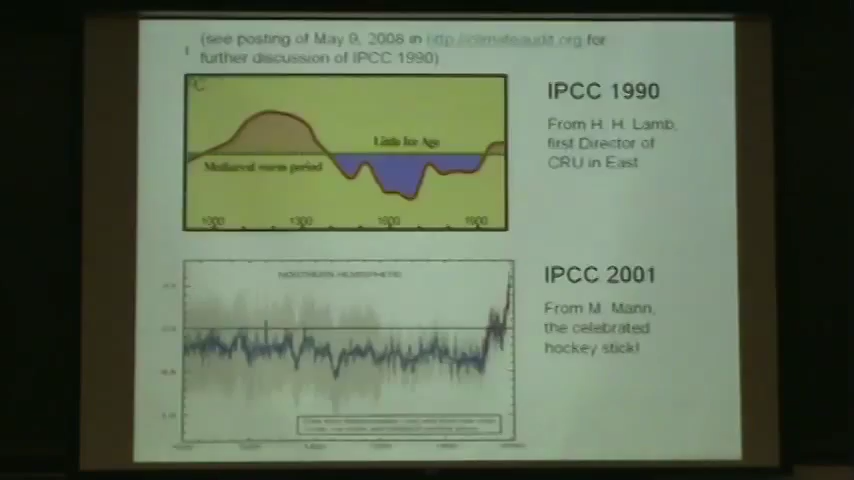 (see posting of May 9, 2008 in http://climateaudit.org for
further discussion of IPCC 1990)
°C
IPCC 1990
From H. H. Lamb,
first Director of
CRU in East
Little Ice Age
Mediaeval warm period
1000 1300 1600 1900
IPCC 2001
NORTHERN HEMISPHERE
From M. Mann,
the celebrated
hockey stick!